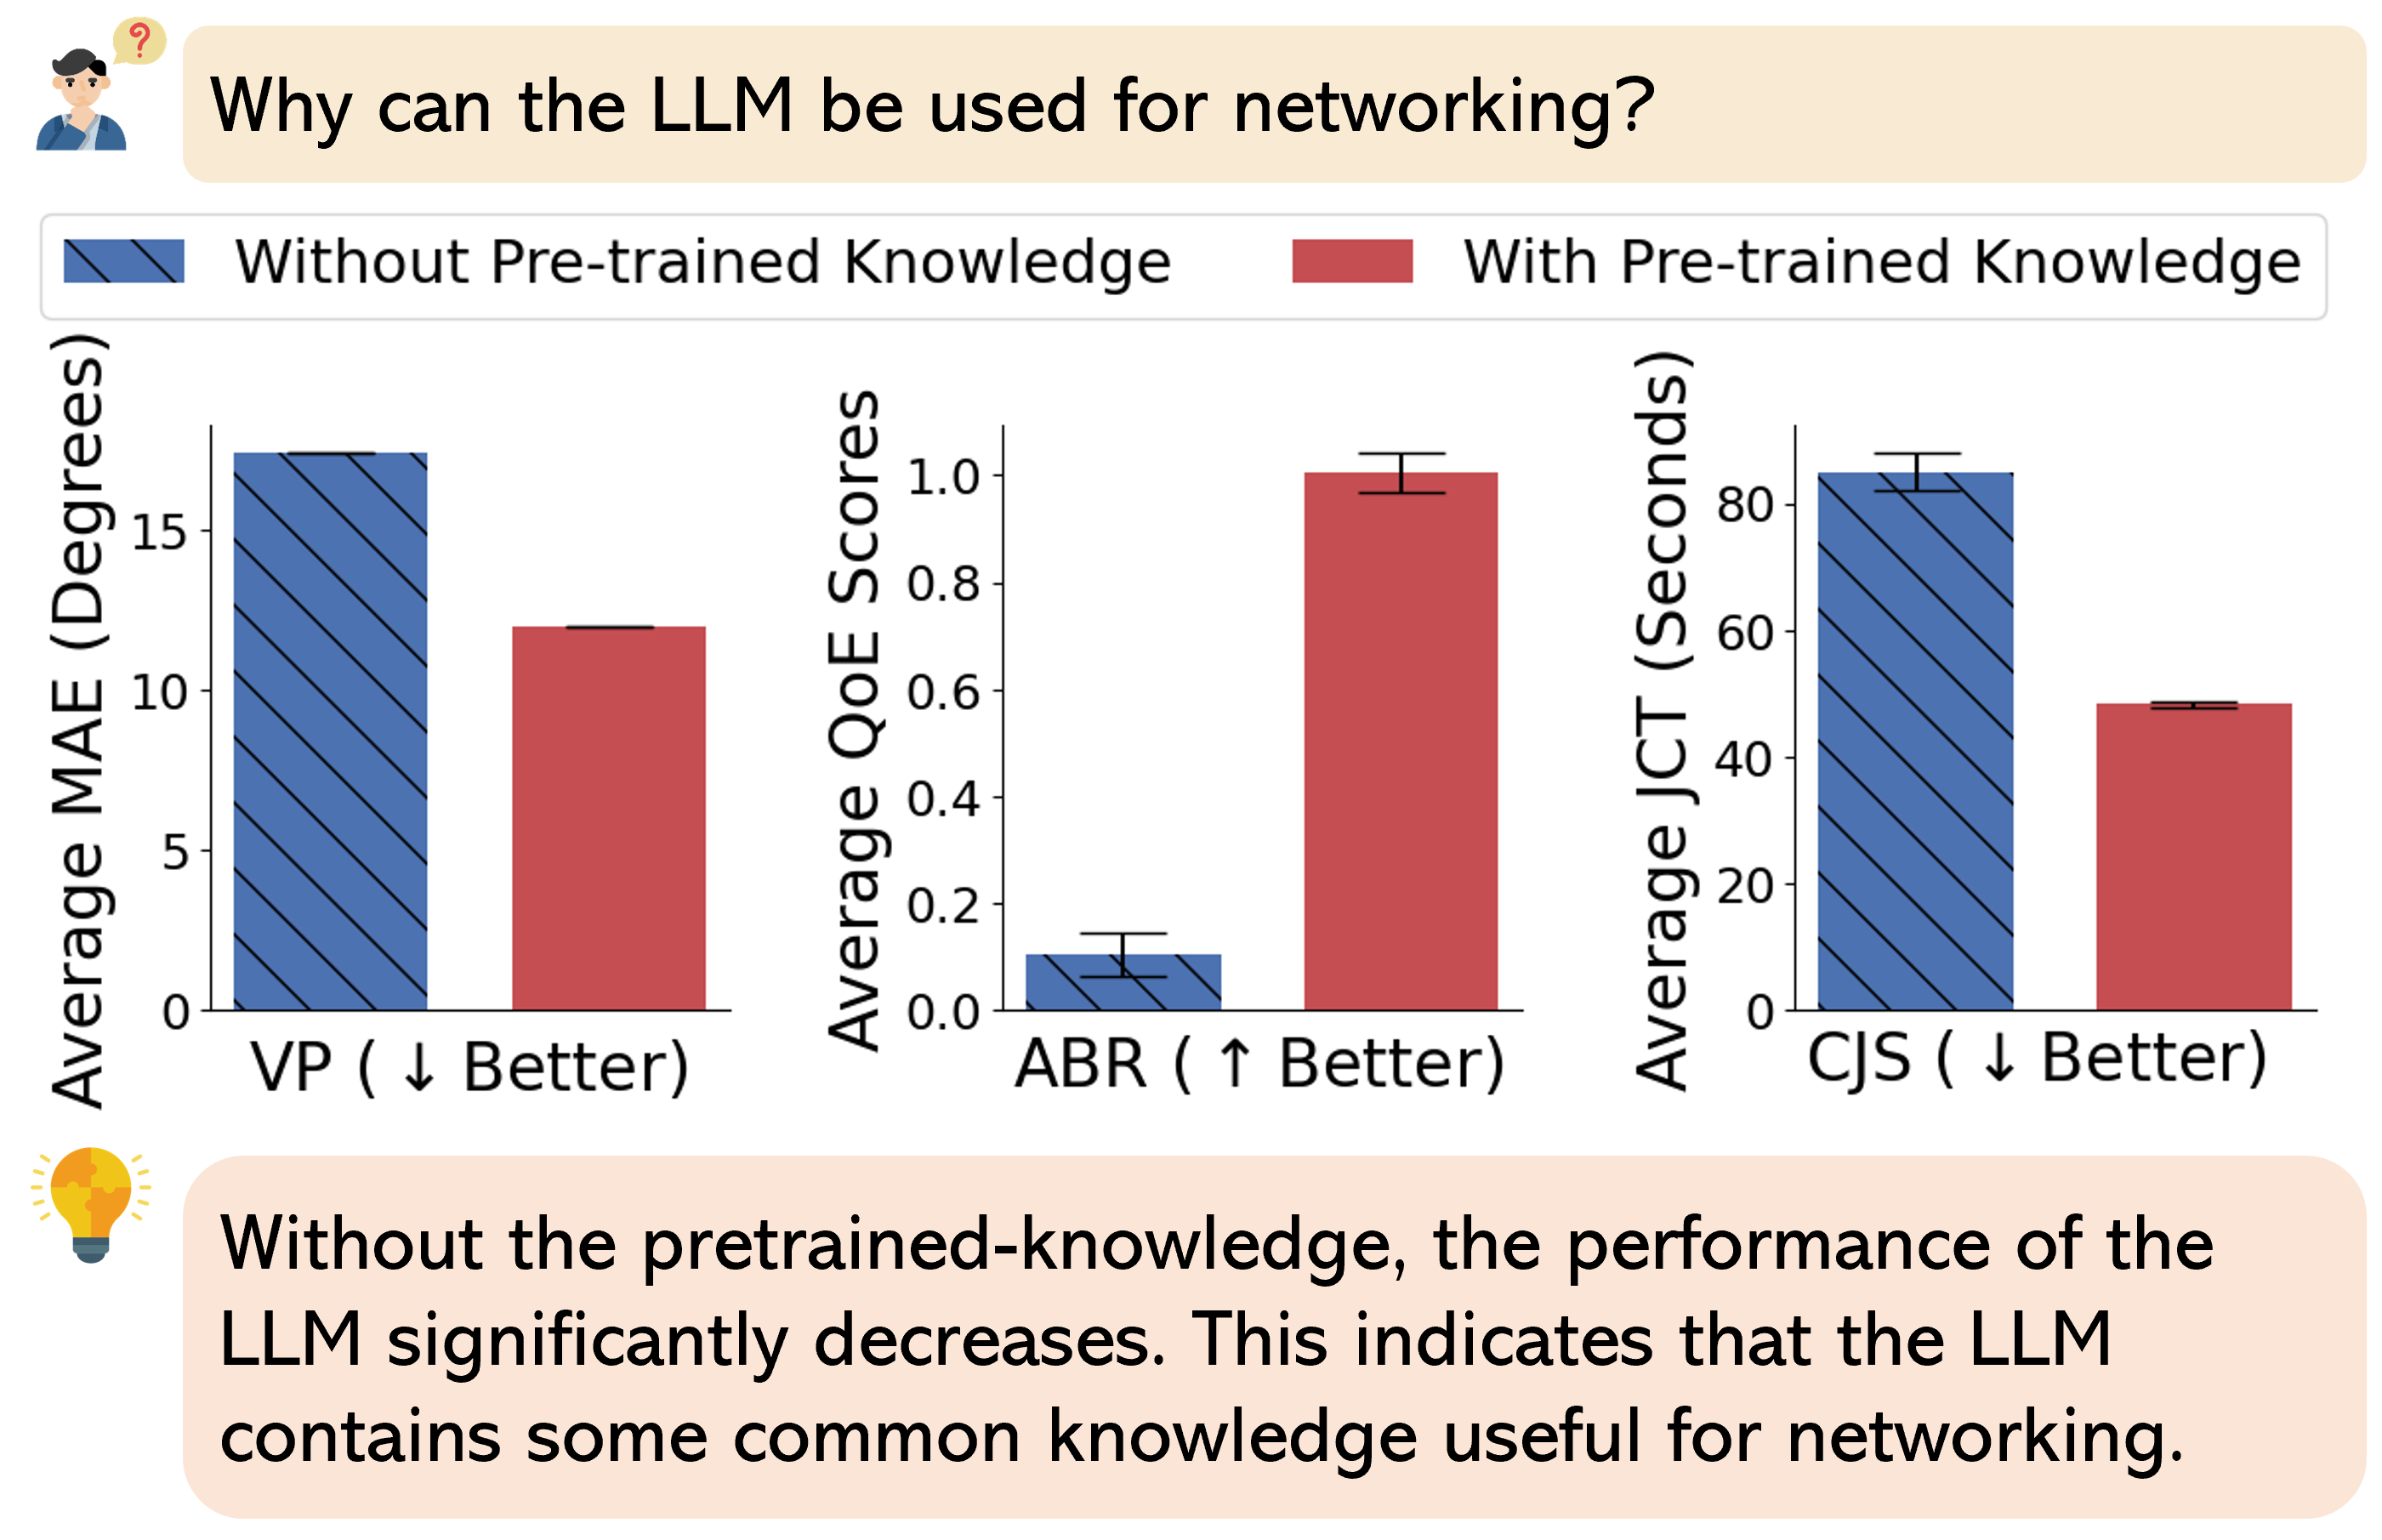 ?
Why can the LLM be used for networking?
Without Pre-trained Knowledge
With Pre-trained Knowledge
Average MAE (Degrees)
15
10
5
0
VP ( ↓ Better)
Average QoE Scores
1.0
0.8
0.6
0.4
0.2
0.0
ABR ( ↑ Better)
Average JCT (Seconds)
80
60
40
20
0
CJS ( ↓ Better)
Without the pretrained-knowledge, the performance of the
LLM significantly decreases. This indicates that the LLM
contains some common knowledge useful for networking.